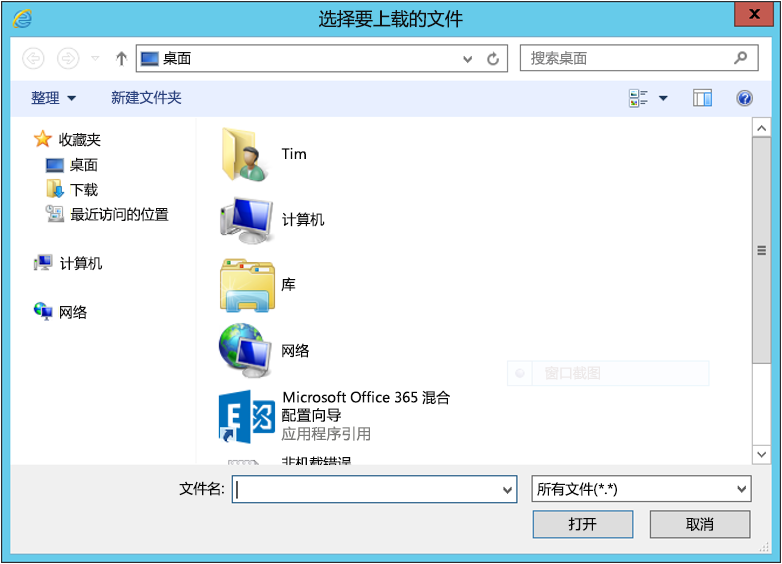 选择要上载的文件
桌面
搜索桌面
整理
新建文件夹
收藏夹
桌面
下载
最近访问的位置
计算机
网络
Tim
计算机
库
网络
Microsoft Office 365 混合
配置向导
应用程序引用
窗口截图
文件名:
所有文件(*.*)
打开
取消